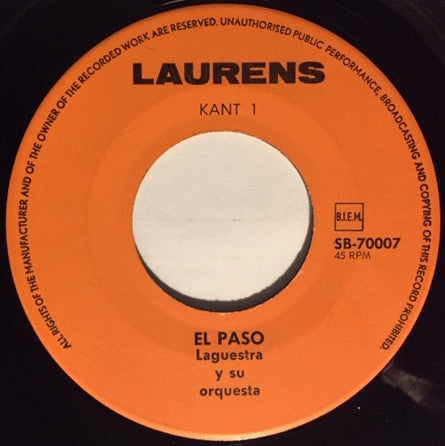 ALL RIGHTS OF THE MANUFACTURER AND OF THE OWNER OF THE RECORDED WORK ARE RESERVED. UNAUTHORISED PUBLIC PERFORMANCE, BROADCASTING AND COPYING OF THIS RECORD PROHIBITED.
LAURENS
KANT 1
B.I.E.M.
SB-70007
45 RPM
EL PASO
Laguestra
y su
orquesta